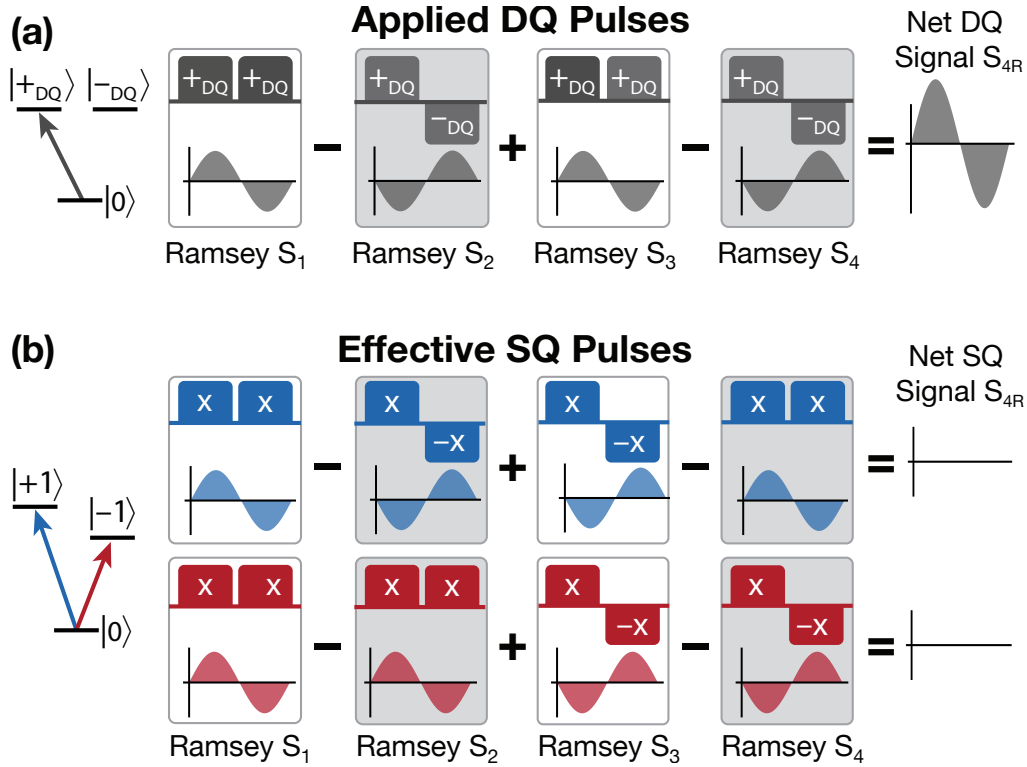 (a)
Applied DQ Pulses
Net DQ
Signal S₄R
|+DQ⟩ |−DQ⟩
|0⟩
+DQ +DQ
−
+DQ
−DQ
+
+DQ +DQ
−
+DQ
−DQ
=
Ramsey S₁
Ramsey S₂
Ramsey S₃
Ramsey S₄
(b)
Effective SQ Pulses
Net SQ
Signal S₄R
|+1⟩
|−1⟩
|0⟩
X X
−
X
−X
+
X
−X
−
X X
=
X X
−
X X
+
X
−X
−
X
−X
=
Ramsey S₁
Ramsey S₂
Ramsey S₃
Ramsey S₄